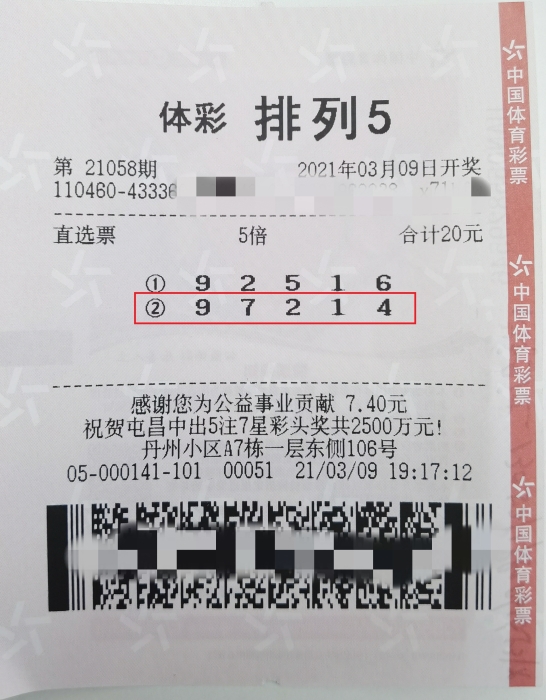 体彩 排列5
第 21058期 2021年03月09日开奖
110460-43336
直选票 5倍 合计20元
① 9 2 5 1 6
② 9 7 2 1 4
感谢您为公益事业贡献 7.40元
祝贺屯昌中出5注7星彩头奖共2500万元!
丹州小区A7栋一层东侧106号
05-000141-101 00051 21/03/09 19:17:12
中国体育彩票
中国体育彩票
中国体育彩票